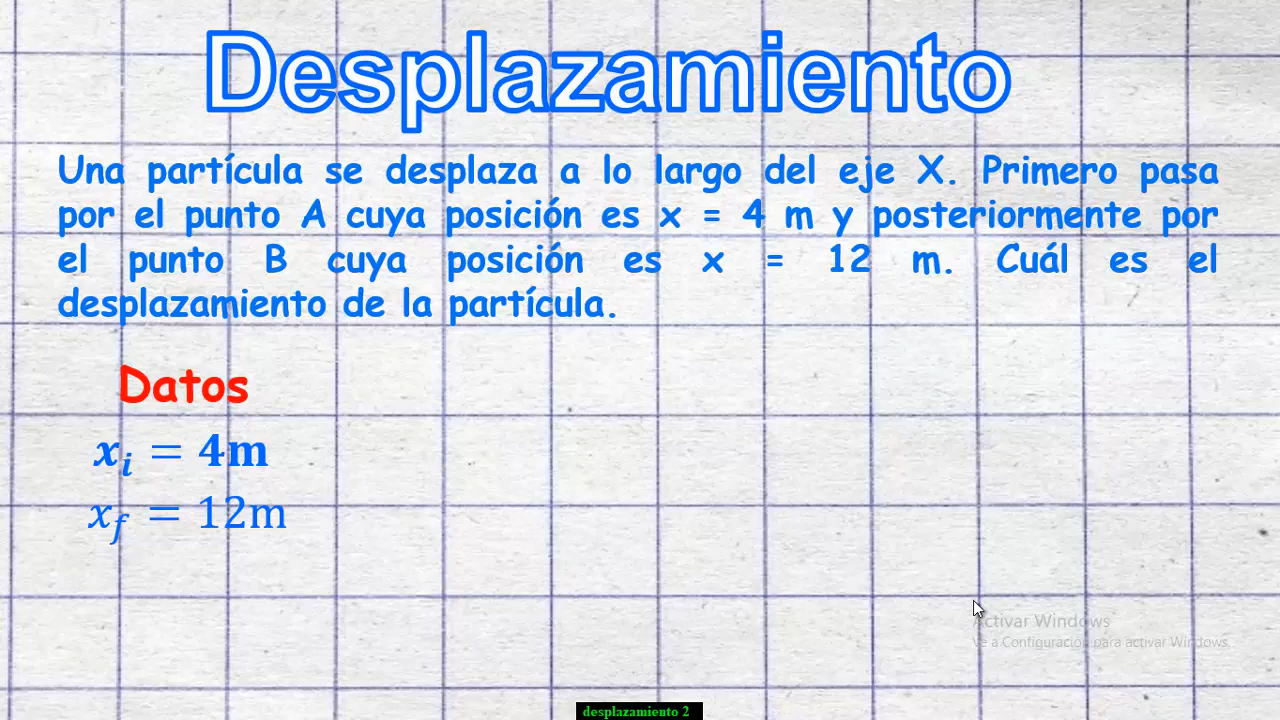 Desplazamiento
Una partícula se desplaza a lo largo del eje X. Primero pasa
por el punto A cuya posición es x = 4 m y posteriormente por
el punto B cuya posición es x = 12 m. Cuál es el
desplazamiento de la partícula.
Datos
xᵢ = 4m
x_f = 12m
Activar Windows
Ve a Configuración para activar Windows.
desplazamiento 2